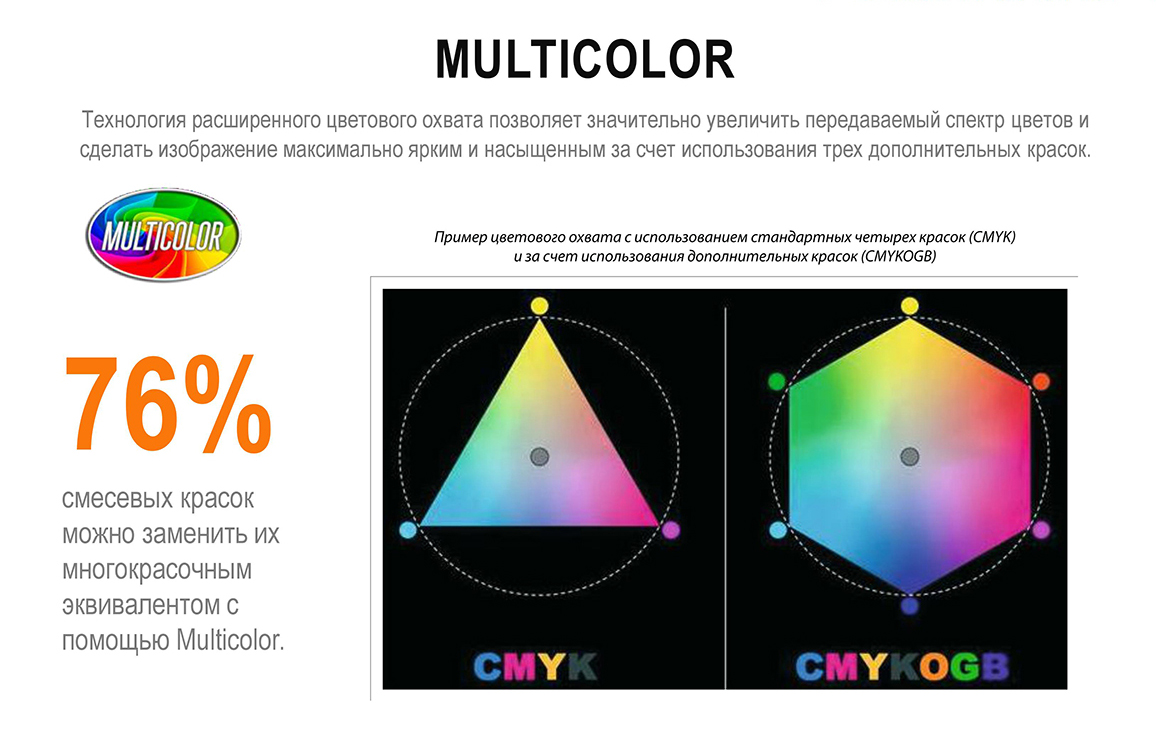 MULTICOLOR
Технология расширенного цветового охвата позволяет значительно увеличить передаваемый спектр цветов и
сделать изображение максимально ярким и насыщенным за счет использования трех дополнительных красок.
MULTICOLOR
Пример цветового охвата с использованием стандартных четырех красок (CMYK)
и за счет использования дополнительных красок (CMYKOGB)
76%
смесевых красок
можно заменить их
многокрасочным
эквивалентом с
помощью Multicolor.
CMYK
CMYKOGB